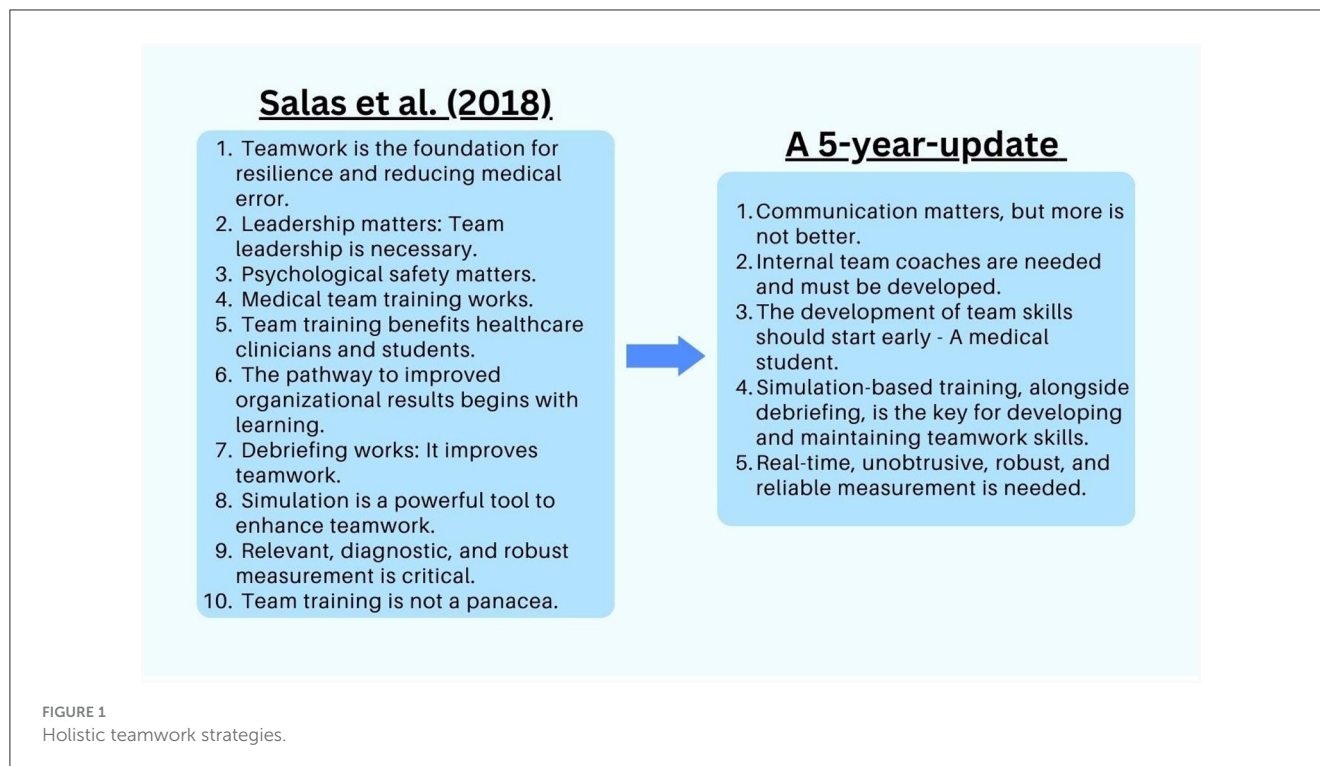 Salas et al. (2018)
1. Teamwork is the foundation for
resilience and reducing medical
error.
2. Leadership matters: Team
leadership is necessary.
3. Psychological safety matters.
4. Medical team training works.
5. Team training benefits healthcare
clinicians and students.
6. The pathway to improved
organizational results begins with
learning.
7. Debriefing works: It improves
teamwork.
8. Simulation is a powerful tool to
enhance teamwork.
9. Relevant, diagnostic, and robust
measurement is critical.
10. Team training is not a panacea.
A 5-year-update
1. Communication matters, but more is
not better.
2. Internal team coaches are needed
and must be developed.
3. The development of team skills
should start early - A medical
student.
4. Simulation-based training, alongside
debriefing, is the key for developing
and maintaining teamwork skills.
5. Real-time, unobtrusive, robust, and
reliable measurement is needed.
FIGURE 1
Holistic teamwork strategies.